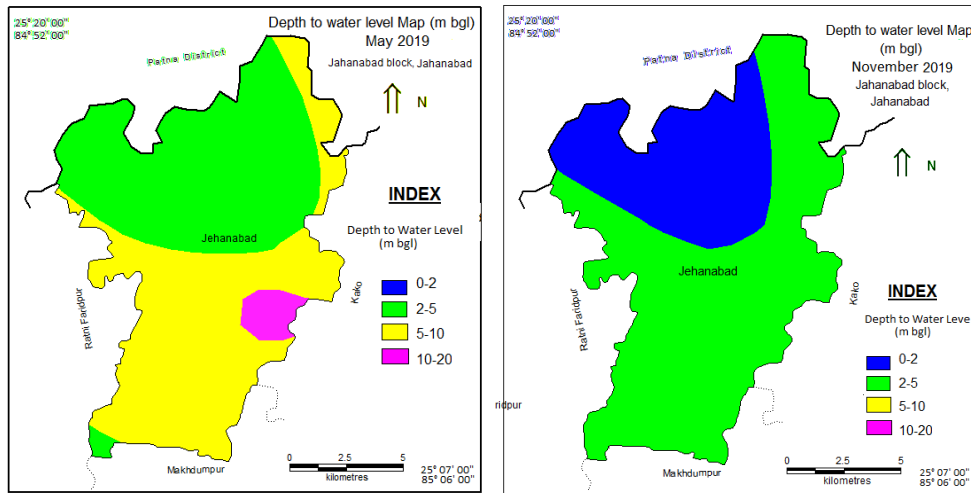 25° 20' 00"
84° 52' 00"
Depth to water level Map (m bgl)
May 2019
Jahanabad block, Jahanabad
Patna District
N
INDEX
Depth to Water Level
(m bgl)
0-2
2-5
5-10
10-20
Jehanabad
Kako
Ratni Faridpur
Makhdumpur
0 2.5 5
kilometres
25° 07' 00"
85° 06' 00"
25° 20' 00"
84° 52' 00"
Depth to water level Map
(m bgl)
November 2019
Jahanabad block,
Jahanabad
Patna District
N
Jehanabad
Kako
Ratni Faridpur
ridpur
INDEX
Depth to Water Level
(m bgl)
0-2
2-5
5-10
10-20
Makhdumpur
0 2.5 5
kilometres
25° 07' 00"
85° 06' 00"